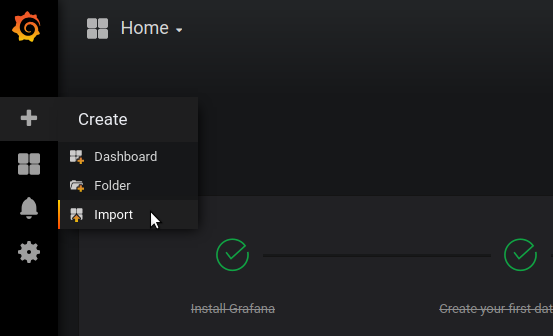 Home
Create
Dashboard
Folder
Import
Install Grafana
Create your first dat